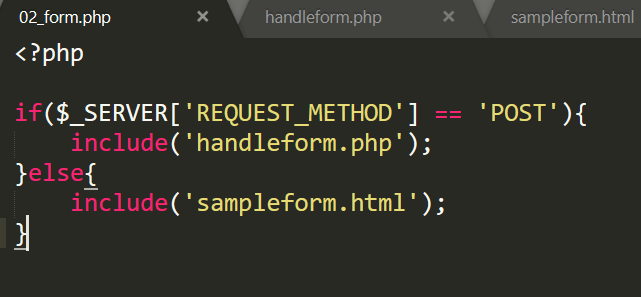 02_form.php × handleform.php × sampleform.html
<?php
if($_SERVER['REQUEST_METHOD'] == 'POST'){
    include('handleform.php');
}else{
    include('sampleform.html');
}